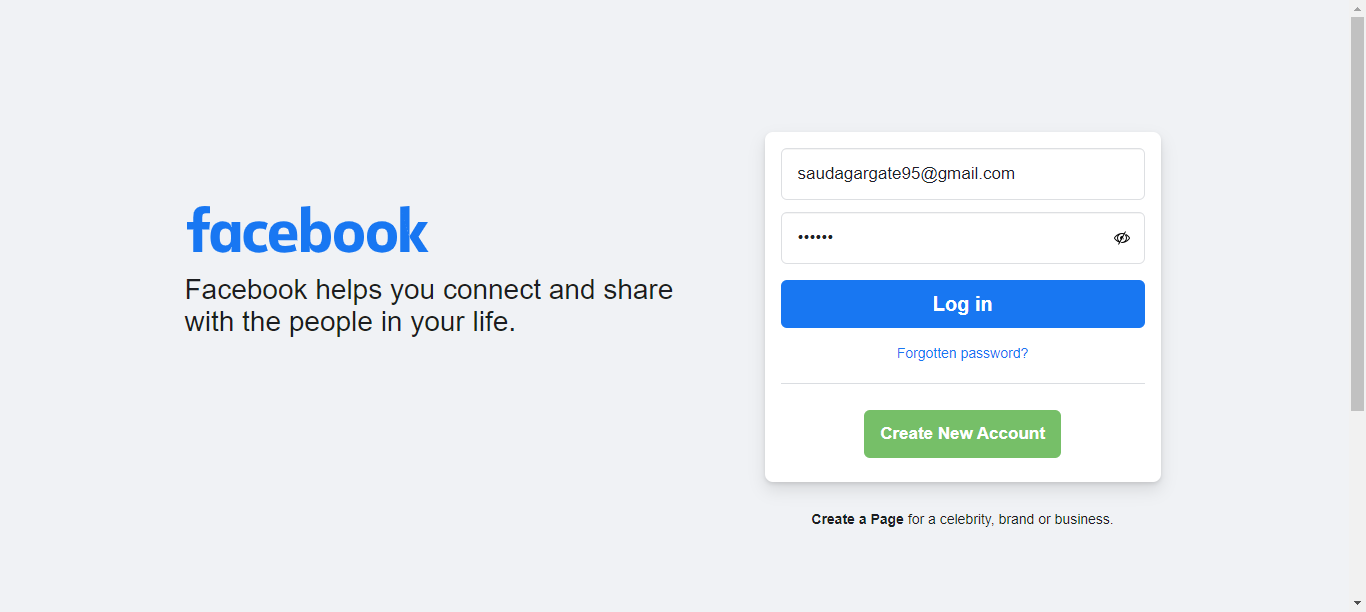 facebook
Facebook helps you connect and share
with the people in your life.
saudagargate95@gmail.com
••••••
Log in
Forgotten password?
Create New Account
Create a Page for a celebrity, brand or business.